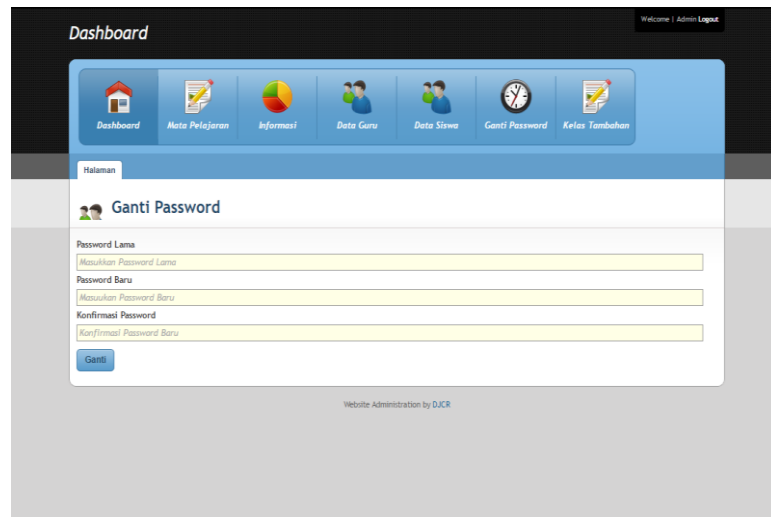 Welcome | Admin Logout
Dashboard
Dashboard Mata Pelajaran Informasi Data Guru Data Siswa Ganti Password Kelas Tambahan
Halaman
Ganti Password
Password Lama
Masukkan Password Lama
Password Baru
Masuukan Password Baru
Konfirmasi Password
Konfirmasi Password Baru
Ganti
Website Administration by DJCR